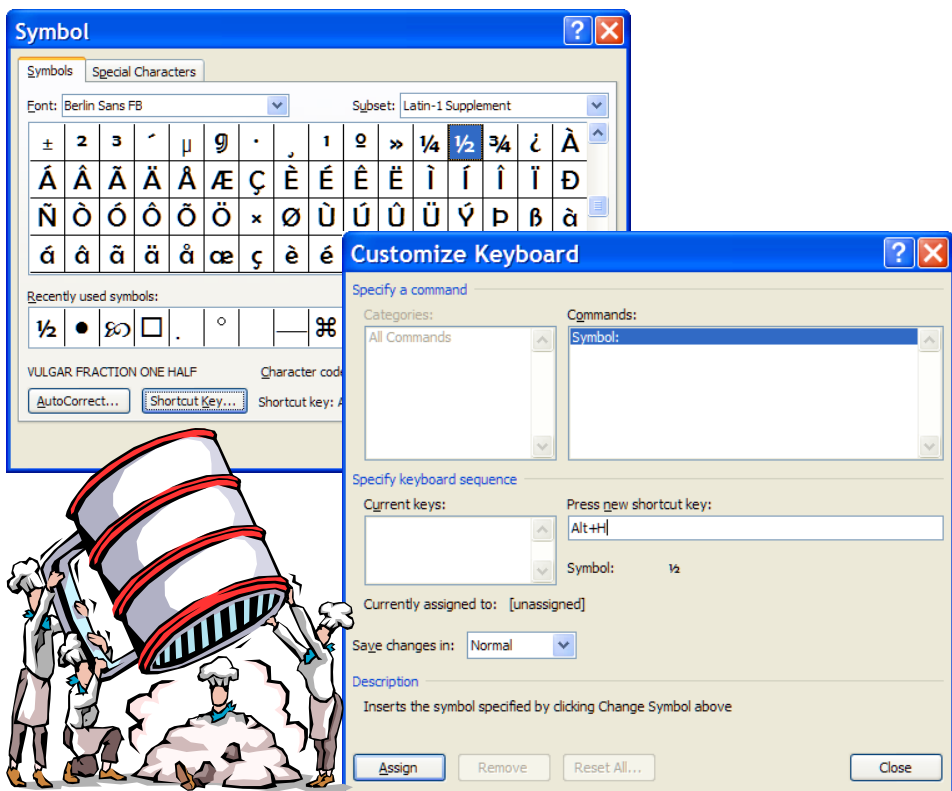 Symbol
Symbols Special Characters
Font: Berlin Sans FB Subset: Latin-1 Supplement
± ² ³ ´ µ ¶ · ¸ ¹ º » ¼ ½ ¾ ¿ À
Á Â Ã Ä Å Æ Ç È É Ê Ë Ì Í Î Ï Ð
Ñ Ò Ó Ô Õ Ö × Ø Ù Ú Û Ü Ý Þ ß à
á â ã ä å æ ç è é
Recently used symbols:
½ ● □ . ° — ⌘
VULGAR FRACTION ONE HALF Character code
AutoCorrect... Shortcut Key... Shortcut key: A
Customize Keyboard
Specify a command
Categories: Commands:
All Commands Symbol:
Specify keyboard sequence
Current keys: Press new shortcut key:
Alt+H
Symbol: ½
Currently assigned to: [unassigned]
Save changes in: Normal
Description
Inserts the symbol specified by clicking Change Symbol above
Assign Remove Reset All... Close